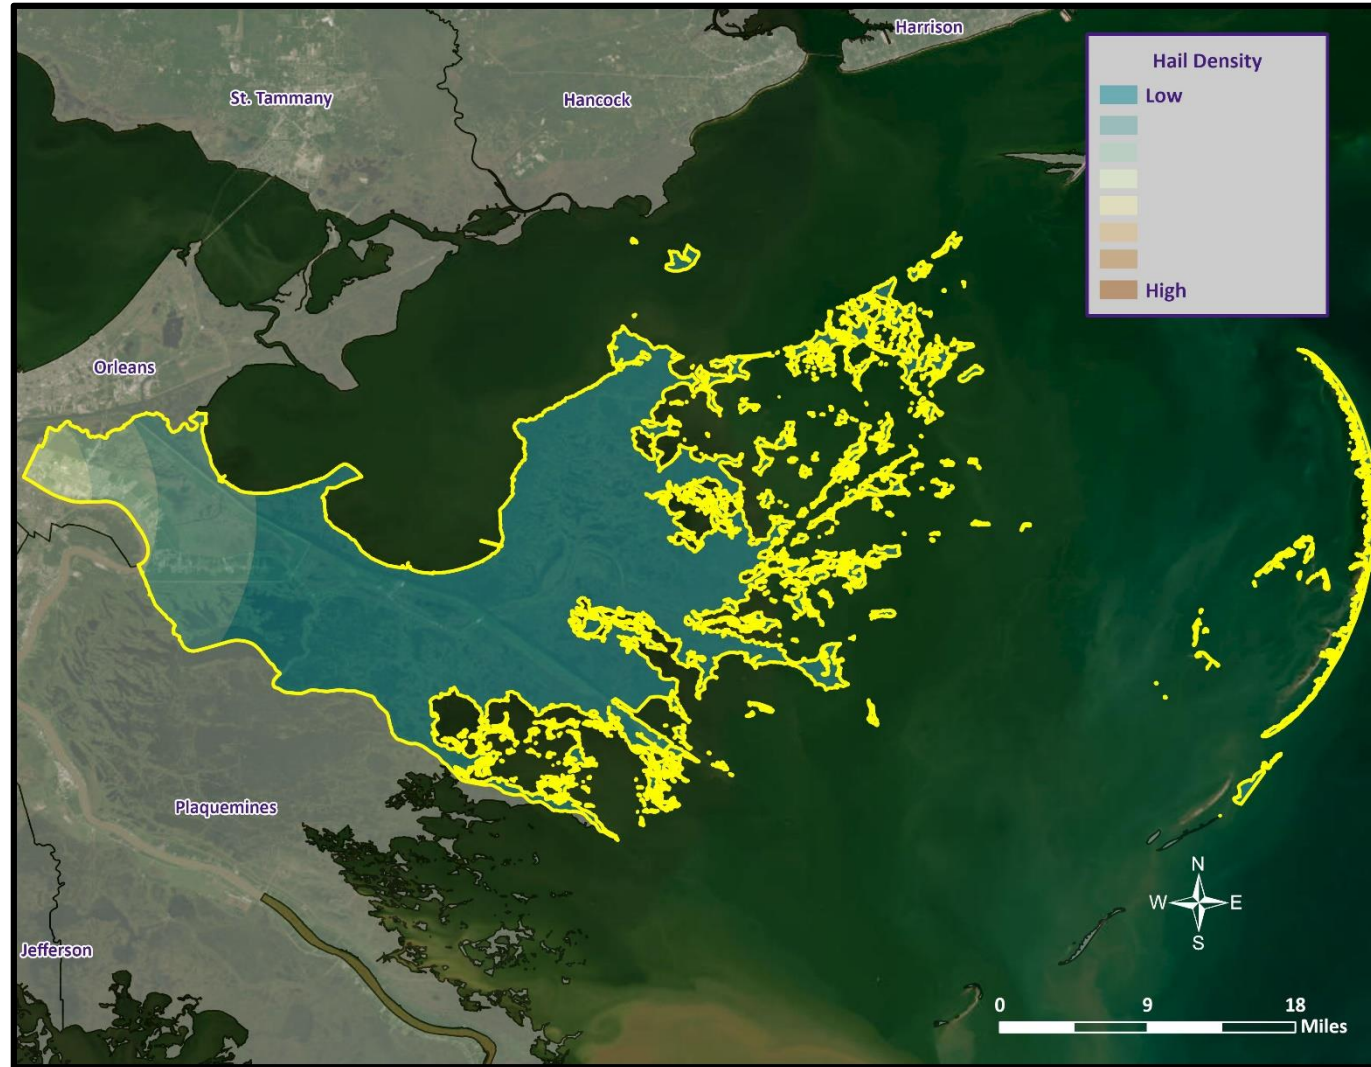 Harrison
St. Tammany
Hancock
Hail Density
Low
High
Orleans
Plaquemines
Jefferson
N
W E
S
0 9 18
Miles